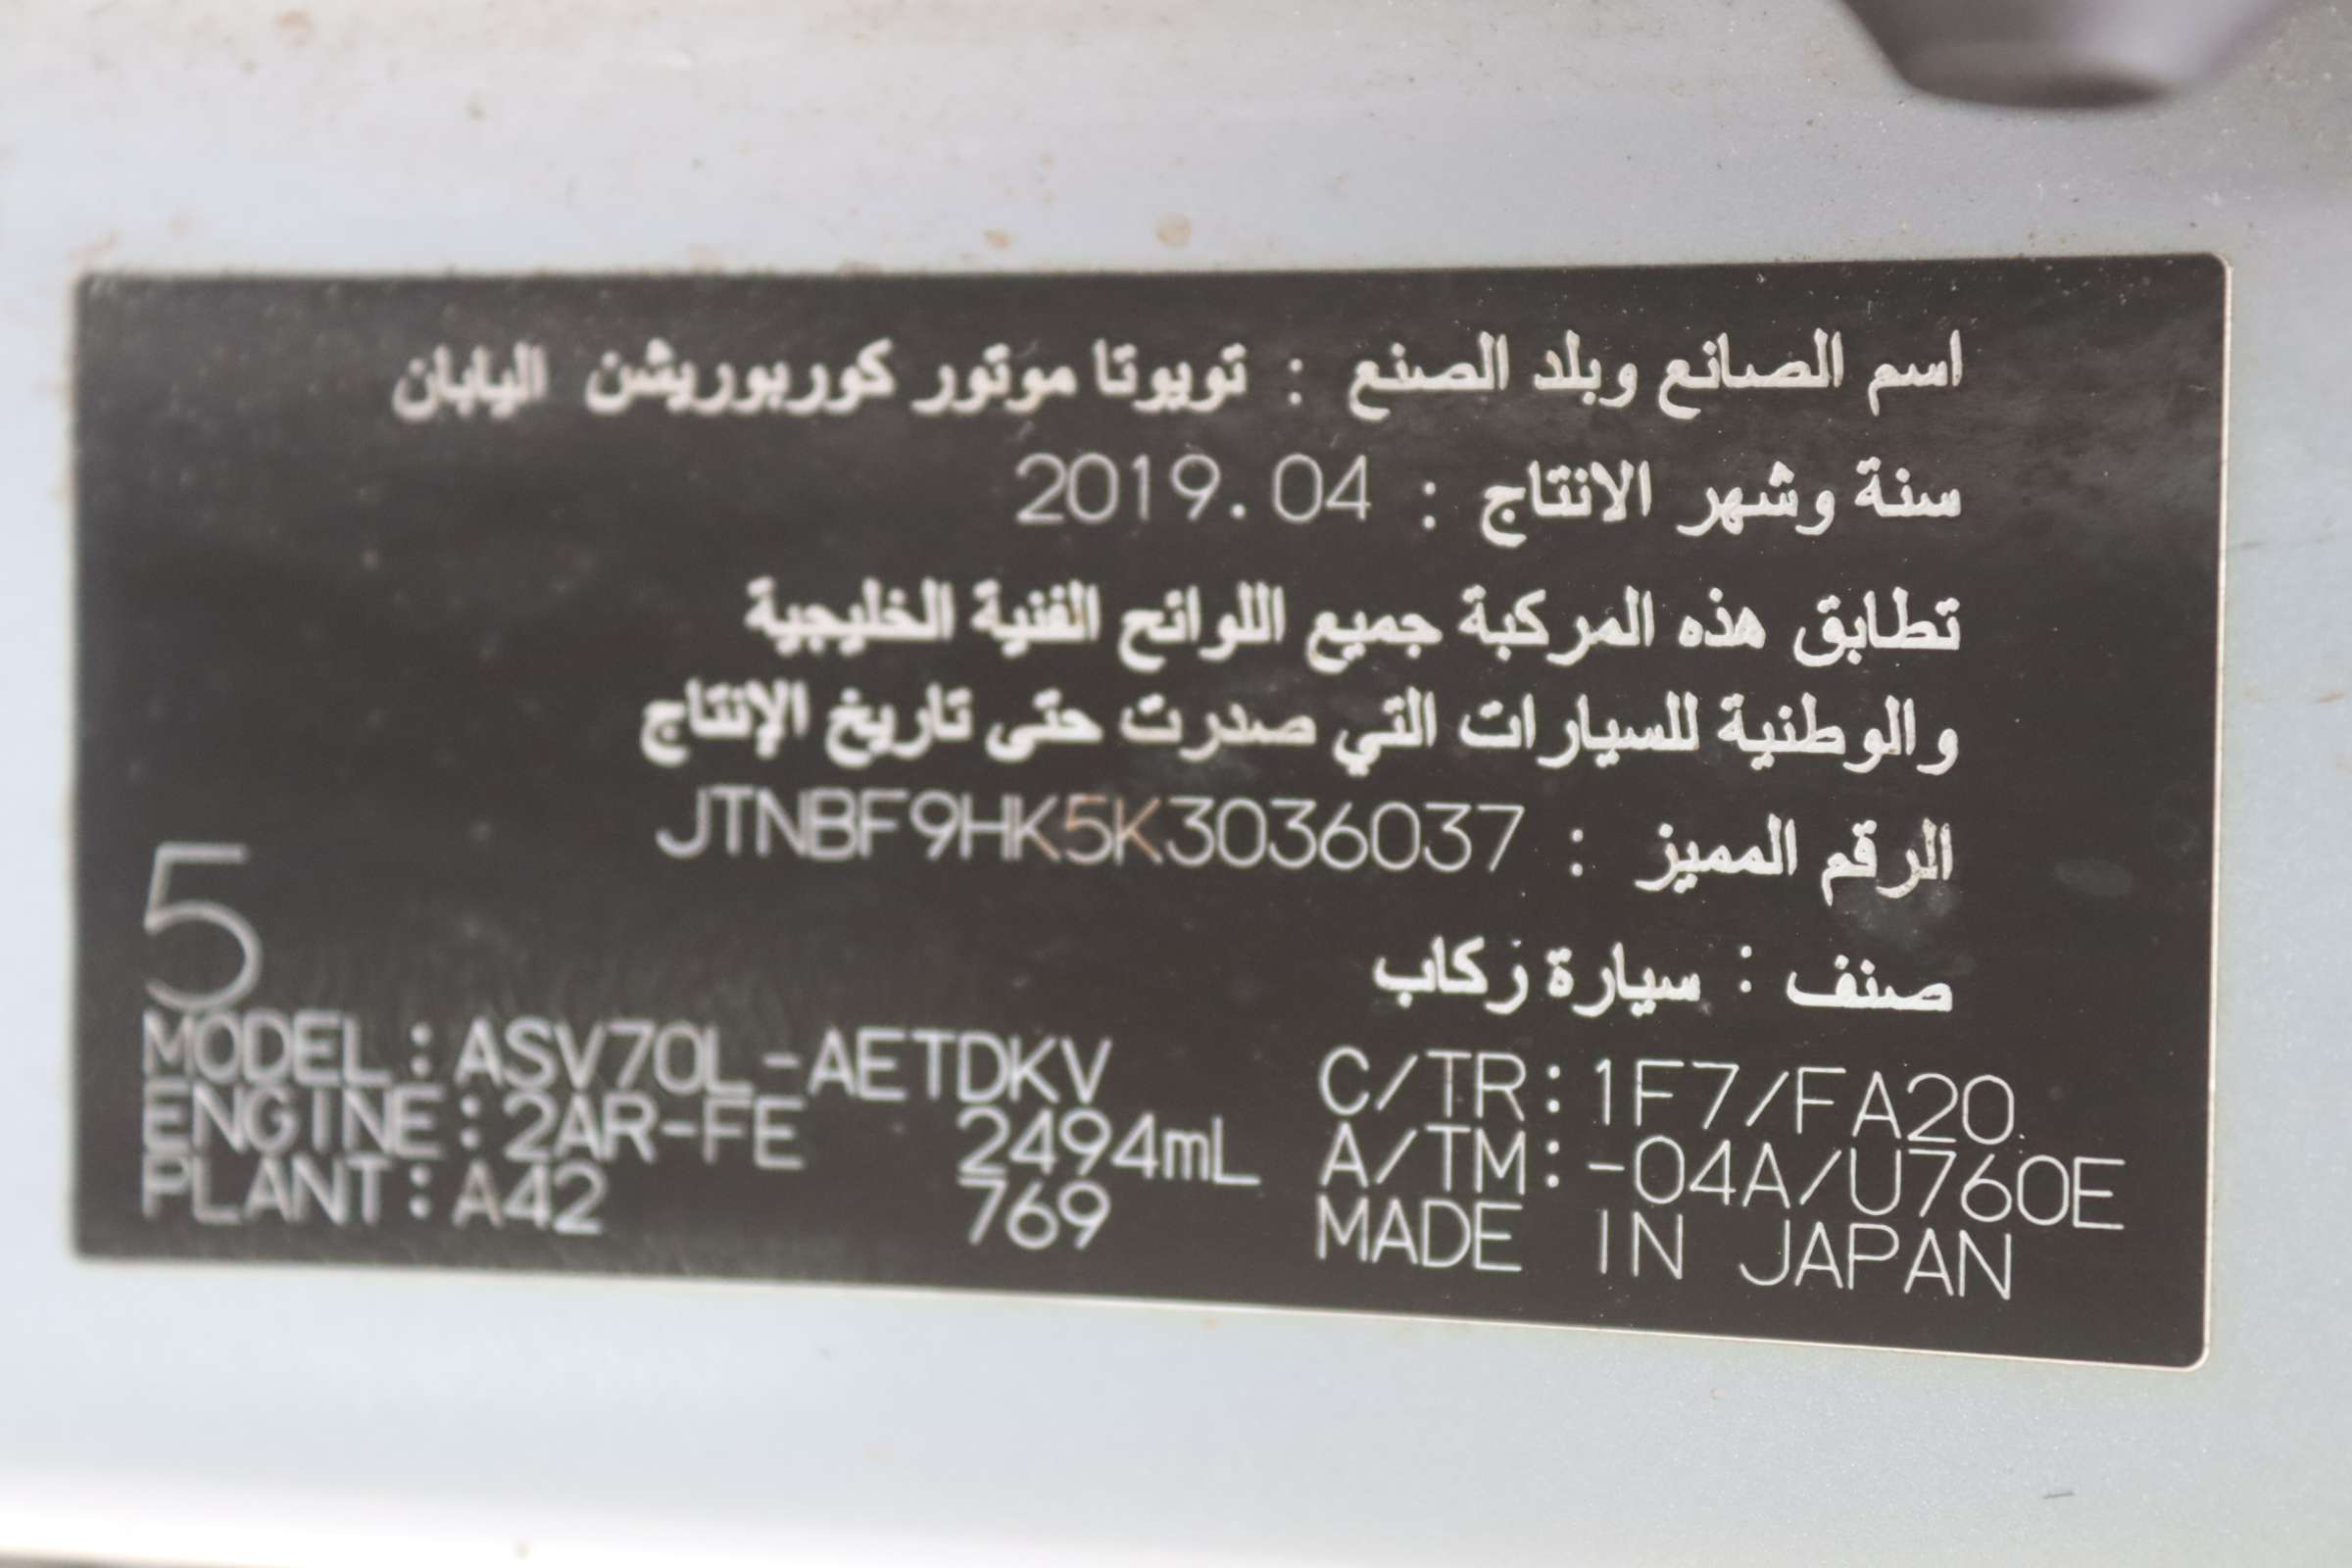 اسم الصانع وبلد الصنع : تويوتا موتور كوربوريشن اليابان
سنة وشهر الانتاج : 2019.04
تطابق هذه المركبة جميع اللوائح الفنية الخليجية
والوطنية للسيارات التي صدرت حتى تاريخ الإنتاج
الرقم المميز : JTNBF9HK5K3036037
صنف : سيارة ركاب
5
MODEL: ASV70L-AETDKV C/TR: 1F7/FA20
ENGINE: 2AR-FE 2494mL A/TM: -04A/U760E
PLANT: A42 769 MADE IN JAPAN